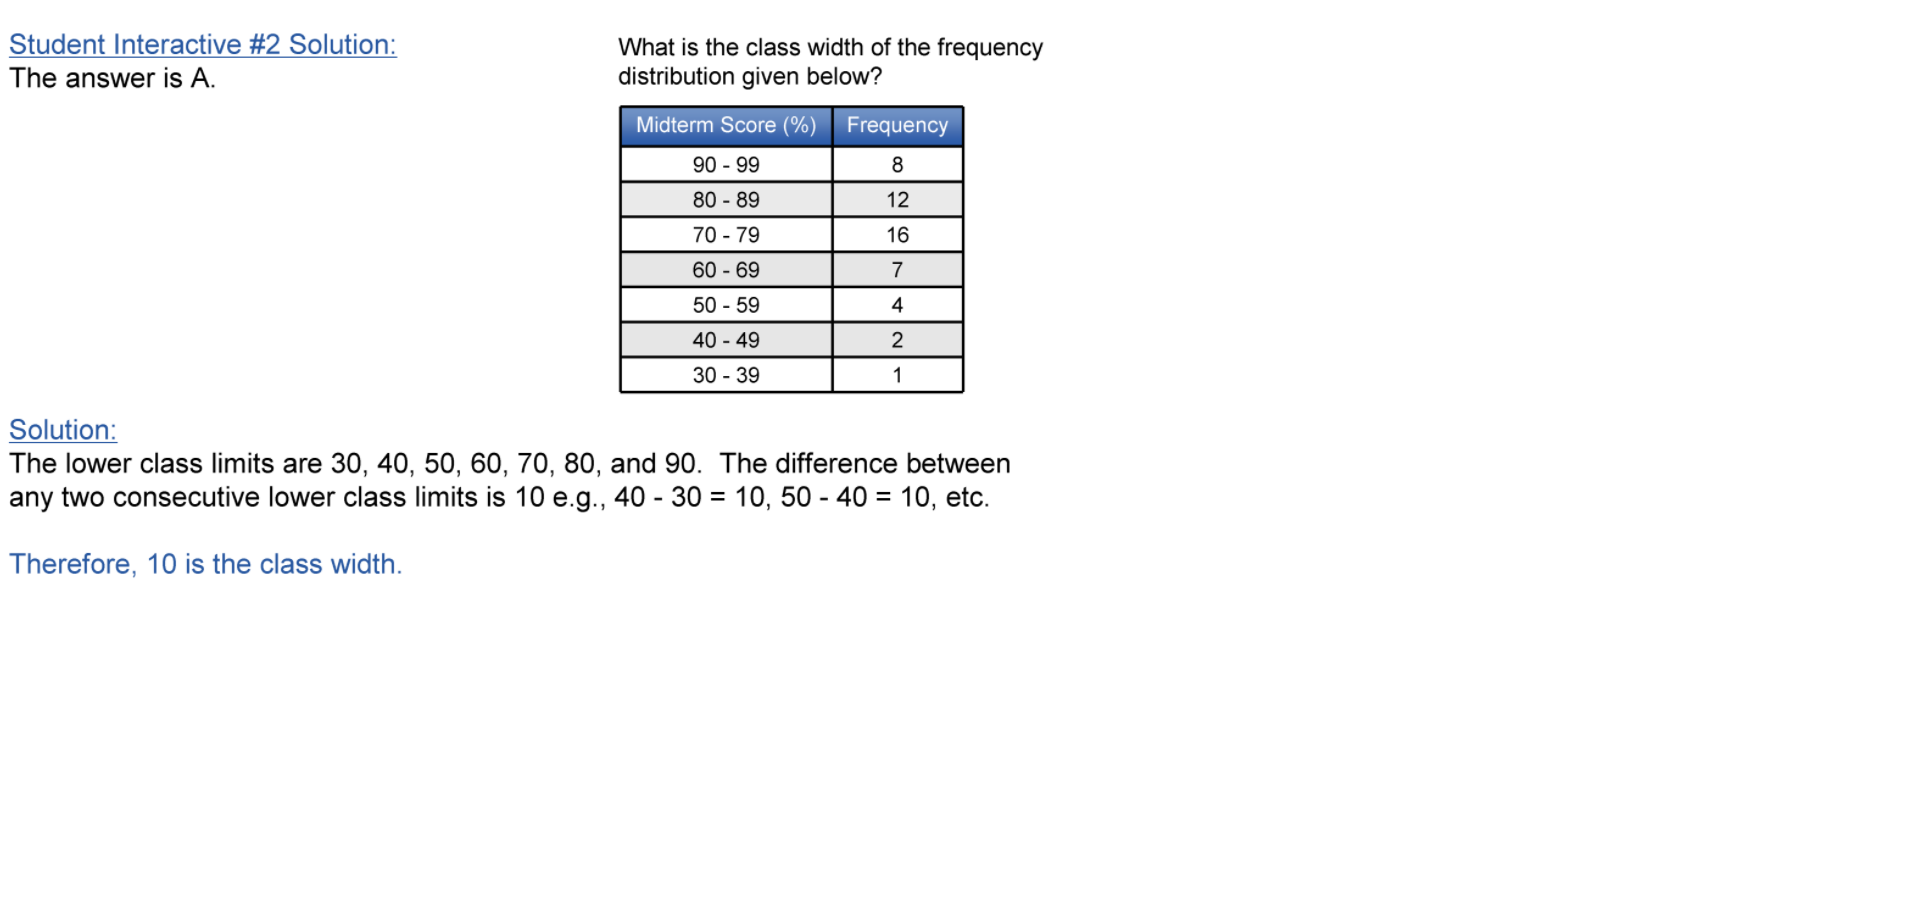 Student Interactive #2 Solution:
The answer is A.
What is the class width of the frequency
distribution given below?
Midterm Score (%) Frequency
90 - 99 8
80 - 89 12
70 - 79 16
60 - 69 7
50 - 59 4
40 - 49 2
30 - 39 1
Solution:
The lower class limits are 30, 40, 50, 60, 70, 80, and 90. The difference between
any two consecutive lower class limits is 10 e.g., 40 - 30 = 10, 50 - 40 = 10, etc.
Therefore, 10 is the class width.